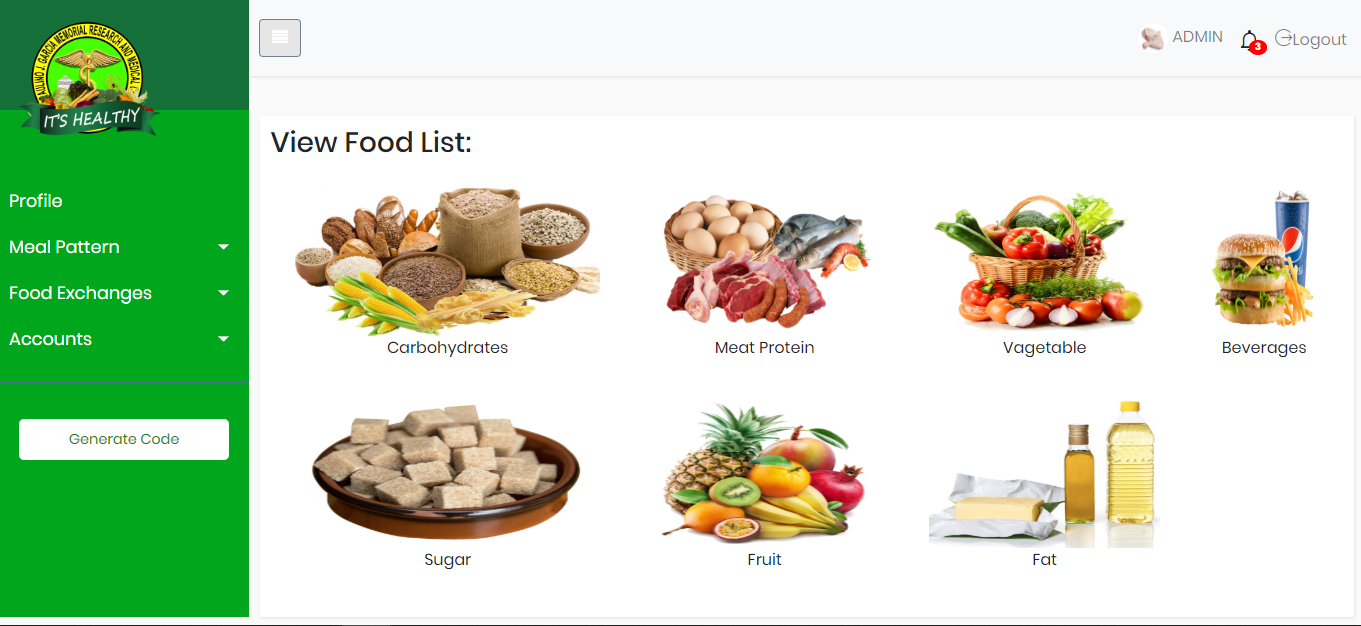 PAULINO J. GARCIA MEMORIAL RESEARCH AND MEDICAL
IT'S HEALTHY
ADMIN
3
Logout
Profile
Meal Pattern
Food Exchanges
Accounts
Generate Code
View Food List:
Carbohydrates
Meat Protein
Vagetable
Beverages
Sugar
Fruit
Fat